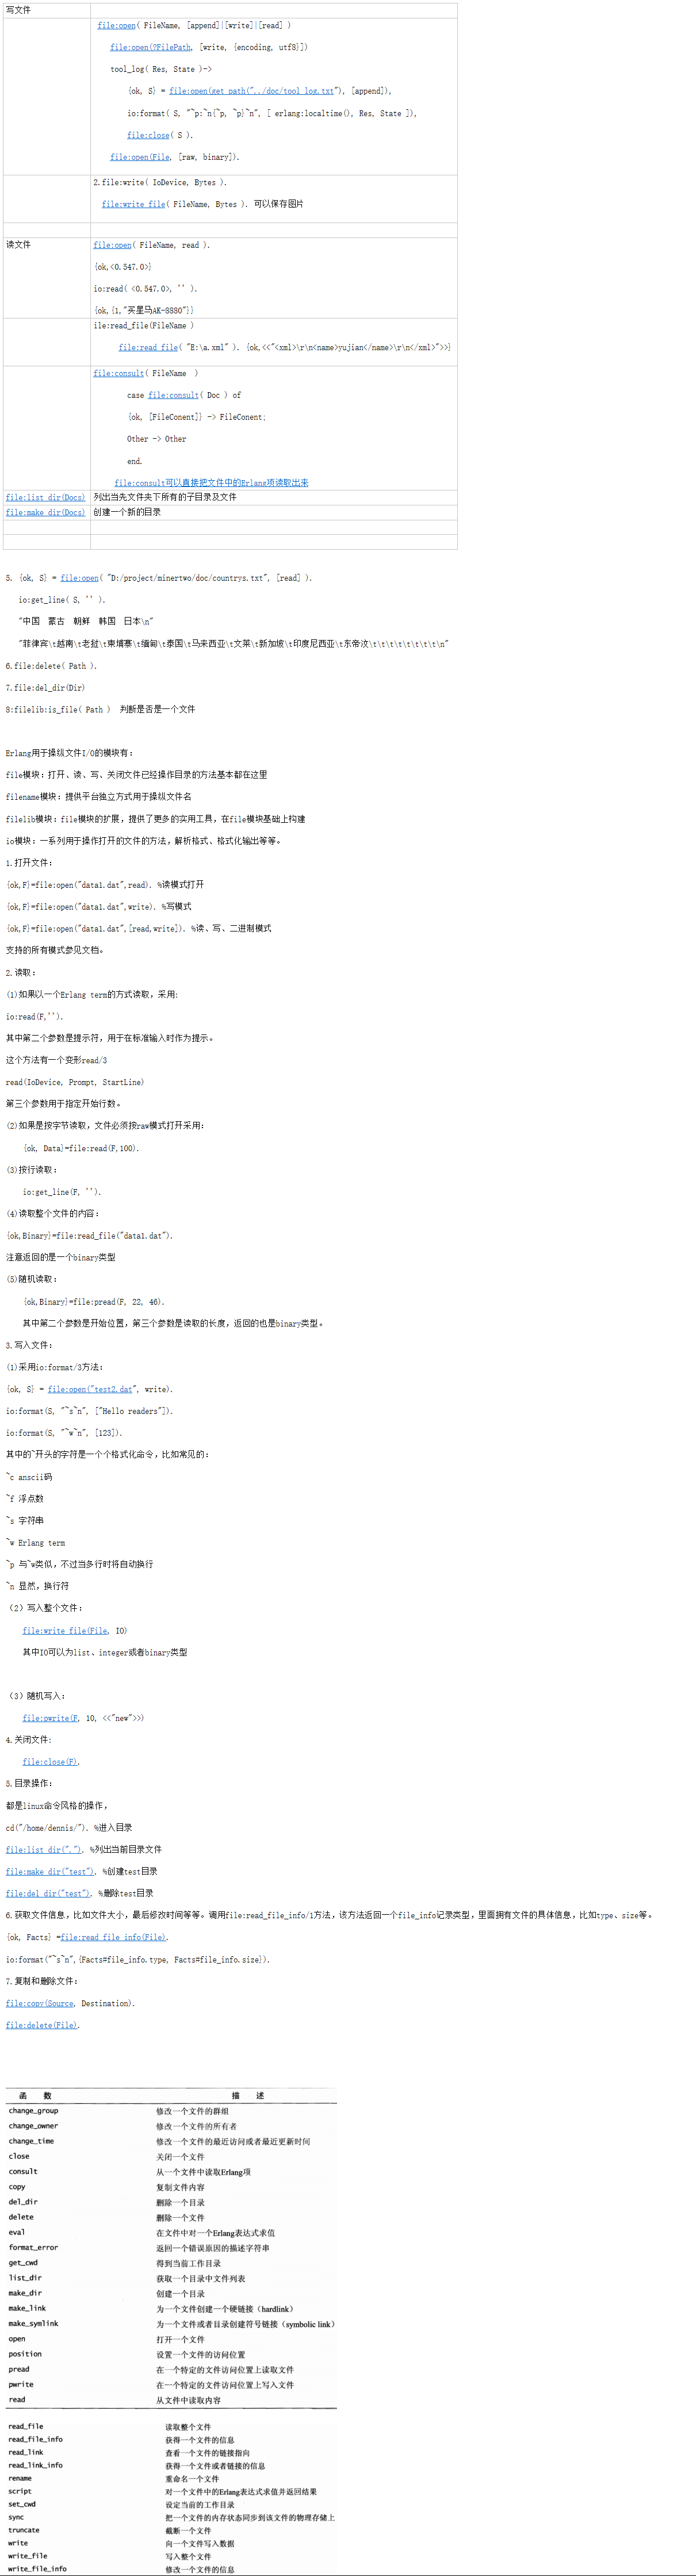 写文件
file:open( FileName, [append]|[write]|[read] )
file:open(?FilePath, [write, {encoding, utf8}])
tool_log( Res, State )->
{ok, S} = file:open(get_path("../doc/tool_log.txt"), [append]),
io:format( S, "~p:~n{~p, ~p}~n", [ erlang:localtime(), Res, State ]),
file:close( S ).
file:open(File, [raw, binary]).
2.file:write( IoDevice, Bytes ).
file:write_file( FileName, Bytes ). 可以保存图片
读文件
file:open( FileName, read ).
{ok,<0.547.0>}
io:read( <0.547.0>, '' ).
{ok,{1,"天星马AK-8880"}}
ile:read_file(FileName )
file:read_file( "E:\a.xml" ). {ok,<<"<xml>\r\n<name>yujian</name>\r\n</xml>">>}
file:consult( FileName  )
case file:consult( Doc ) of
{ok, [FileConent]} -> FileConent;
Other -> Other
end.
file:consult可以直接把文件中的Erlang项读取出来
file:list_dir(Docs) 列出当先文件夹下所有的子目录及文件
file:make_dir(Docs) 创建一个新的目录
5. {ok, S} = file:open( "D:/project/minertwo/doc/countrys.txt", [read] ).
io:get_line( S, '' ).
"中国  蒙古  朝鲜  韩国  日本\n"
"菲律宾\t越南\t老挝\t柬埔寨\t缅甸\t泰国\t马来西亚\t文莱\t新加坡\t印度尼西亚\t东帝汶\t\t\t\t\t\t\t\t\n"
6.file:delete( Path ).
7.file:del_dir(Dir)
8:filelib:is_file( Path )  判断是否是一个文件
Erlang用于操纵文件I/O的模块有：
file模块：打开、读、写、关闭文件已经操作目录的方法基本都在这里
filename模块：提供平台独立方式用于操纵文件名
filelib模块：file模块的扩展，提供了更多的实用工具，在file模块基础上构建
io模块：一系列用于操作打开的文件的方法，解析格式、格式化输出等等。
1.打开文件：
{ok,F}=file:open("data1.dat",read). %读模式打开
{ok,F}=file:open("data1.dat",write). %写模式
{ok,F}=file:open("data1.dat",[read,write]). %读、写、二进制模式
支持的所有模式参见文档。
2.读取：
(1)如果以一个Erlang term的方式读取，采用:
io:read(F,'').
其中第二个参数是提示符，用于在标准输入时作为提示。
这个方法有一个变形read/3
read(IoDevice, Prompt, StartLine)
第三个参数用于指定开始行数。
(2)如果是按字节读取，文件必须按raw模式打开采用：
{ok, Data}=file:read(F,100).
(3)按行读取：
io:get_line(F, '').
(4)读取整个文件的内容：
{ok,Binary}=file:read_file("data1.dat").
注意返回的是一个binary类型
(5)随机读取：
{ok,Binary}=file:pread(F, 22, 46).
其中第二个参数是开始位置，第三个参数是读取的长度，返回的也是binary类型。
3.写入文件：
(1)采用io:format/3方法：
{ok, S} = file:open("test2.dat", write).
io:format(S, "~s~n", ["Hello readers"]).
io:format(S, "~w~n", [123]).
其中的~开头的字符是一个个格式化命令，比如常见的：
~c anscii码
~f 浮点数
~s 字符串
~w Erlang term
~p 与~w类似，不过当多行时将自动换行
~n 显然，换行符
（2）写入整个文件：
file:write_file(File, IO)
其中IO可以为list、integer或者binary类型
（3）随机写入：
file:pwrite(F, 10, <<"new">>)
4.关闭文件:
file:close(F).
5.目录操作：
都是linux命令风格的操作，
cd("/home/dennis/"). %进入目录
file:list_dir("."). %列出当前目录文件
file:make_dir("test"). %创建test目录
file:del_dir("test"). %删除test目录
6.获取文件信息，比如文件大小，最后修改时间等等。调用file:read_file_info/1方法，该方法返回一个file_info记录类型，里面拥有文件的具体信息，比如type、size等。
{ok, Facts} =file:read_file_info(File).
io:format("~s~n",{Facts#file_info.type, Facts#file_info.size}).
7.复制和删除文件：
file:copy(Source, Destination).
file:delete(File).
函 数 描 述
change_group 修改一个文件的群组
change_owner 修改一个文件的所有者
change_time 修改一个文件的最近访问或者最近更新时间
close 关闭一个文件
consult 从一个文件中读取Erlang项
copy 复制文件内容
del_dir 删除一个目录
delete 删除一个文件
eval 在文件中对一个Erlang表达式求值
format_error 返回一个错误原因的描述字符串
get_cwd 得到当前工作目录
list_dir 获取一个目录中文件列表
make_dir 创建一个目录
make_link 为一个文件创建一个硬链接（hardlink）
make_symlink 为一个文件或者目录创建符号链接（symbolic link）
open 打开一个文件
position 设置一个文件的访问位置
pread 在一个特定的文件访问位置上读取文件
pwrite 在一个特定的文件访问位置上写入文件
read 从文件中读取内容
read_file 读取整个文件
read_file_info 获得一个文件的信息
read_link 查看一个文件的链接指向
read_link_info 获得一个文件或者链接的信息
rename 重命名一个文件
script 对一个文件中的Erlang表达式求值并返回结果
set_cwd 设定当前的工作目录
sync 把一个文件的内存状态同步到该文件的物理存储上
truncate 截断一个文件
write 向一个文件写入数据
write_file 写入整个文件
write_file_info 修改一个文件的信息